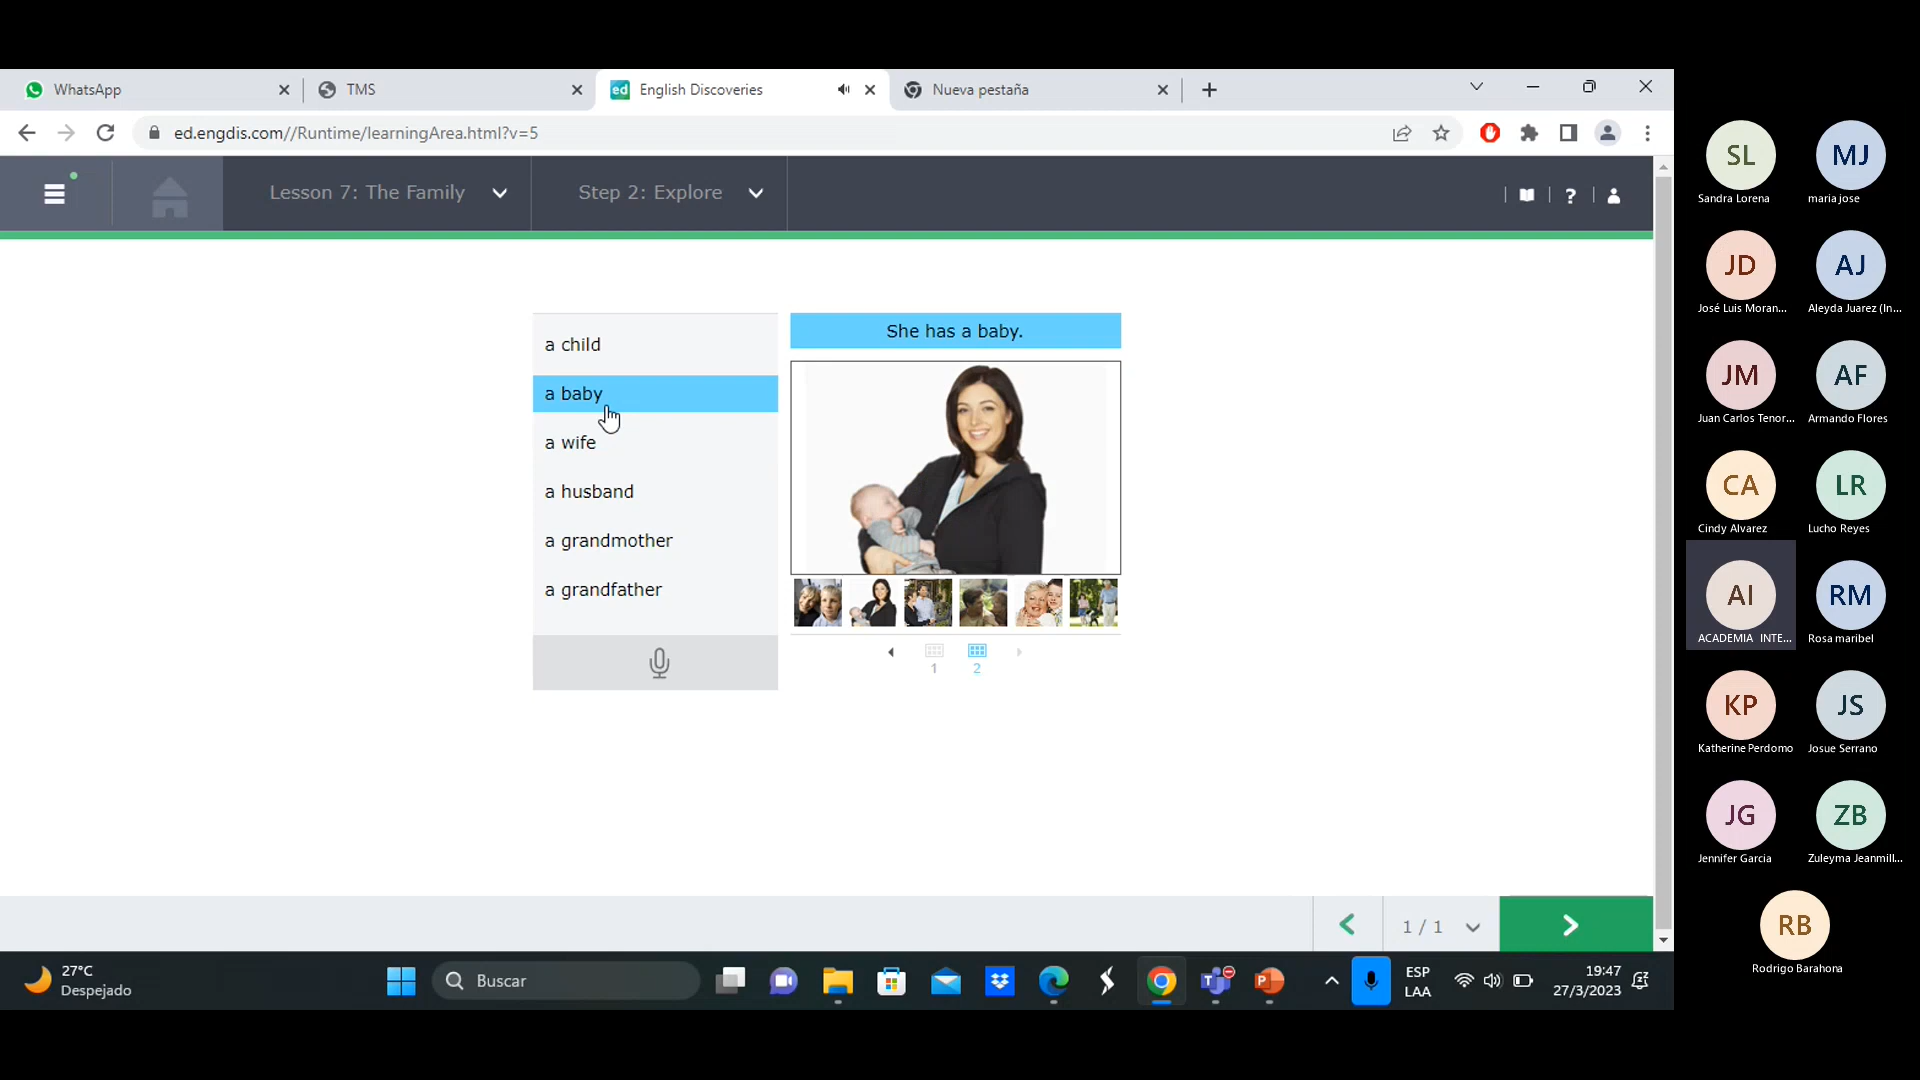 WhatsApp
TMS
English Discoveries
Nueva pestaña
ed.engdis.com//Runtime/learningArea.html?v=5
Lesson 7: The Family
Step 2: Explore
?
a child
a baby
a wife
a husband
a grandmother
a grandfather
She has a baby.
1
2
1 / 1
27°C
Despejado
Buscar
ESP
LAA
19:47
27/3/2023
SL
Sandra Lorena
MJ
maria jose
JD
José Luis Moran...
AJ
Aleyda Juarez (In...
JM
Juan Carlos Tenor...
AF
Armando Flores
CA
Cindy Alvarez
LR
Lucho Reyes
AI
ACADEMIA INTE...
RM
Rosa maribel
KP
Katherine Perdomo
JS
Josue Serrano
JG
Jennifer Garcia
ZB
Zuleyma Jeanmill...
RB
Rodrigo Barahona